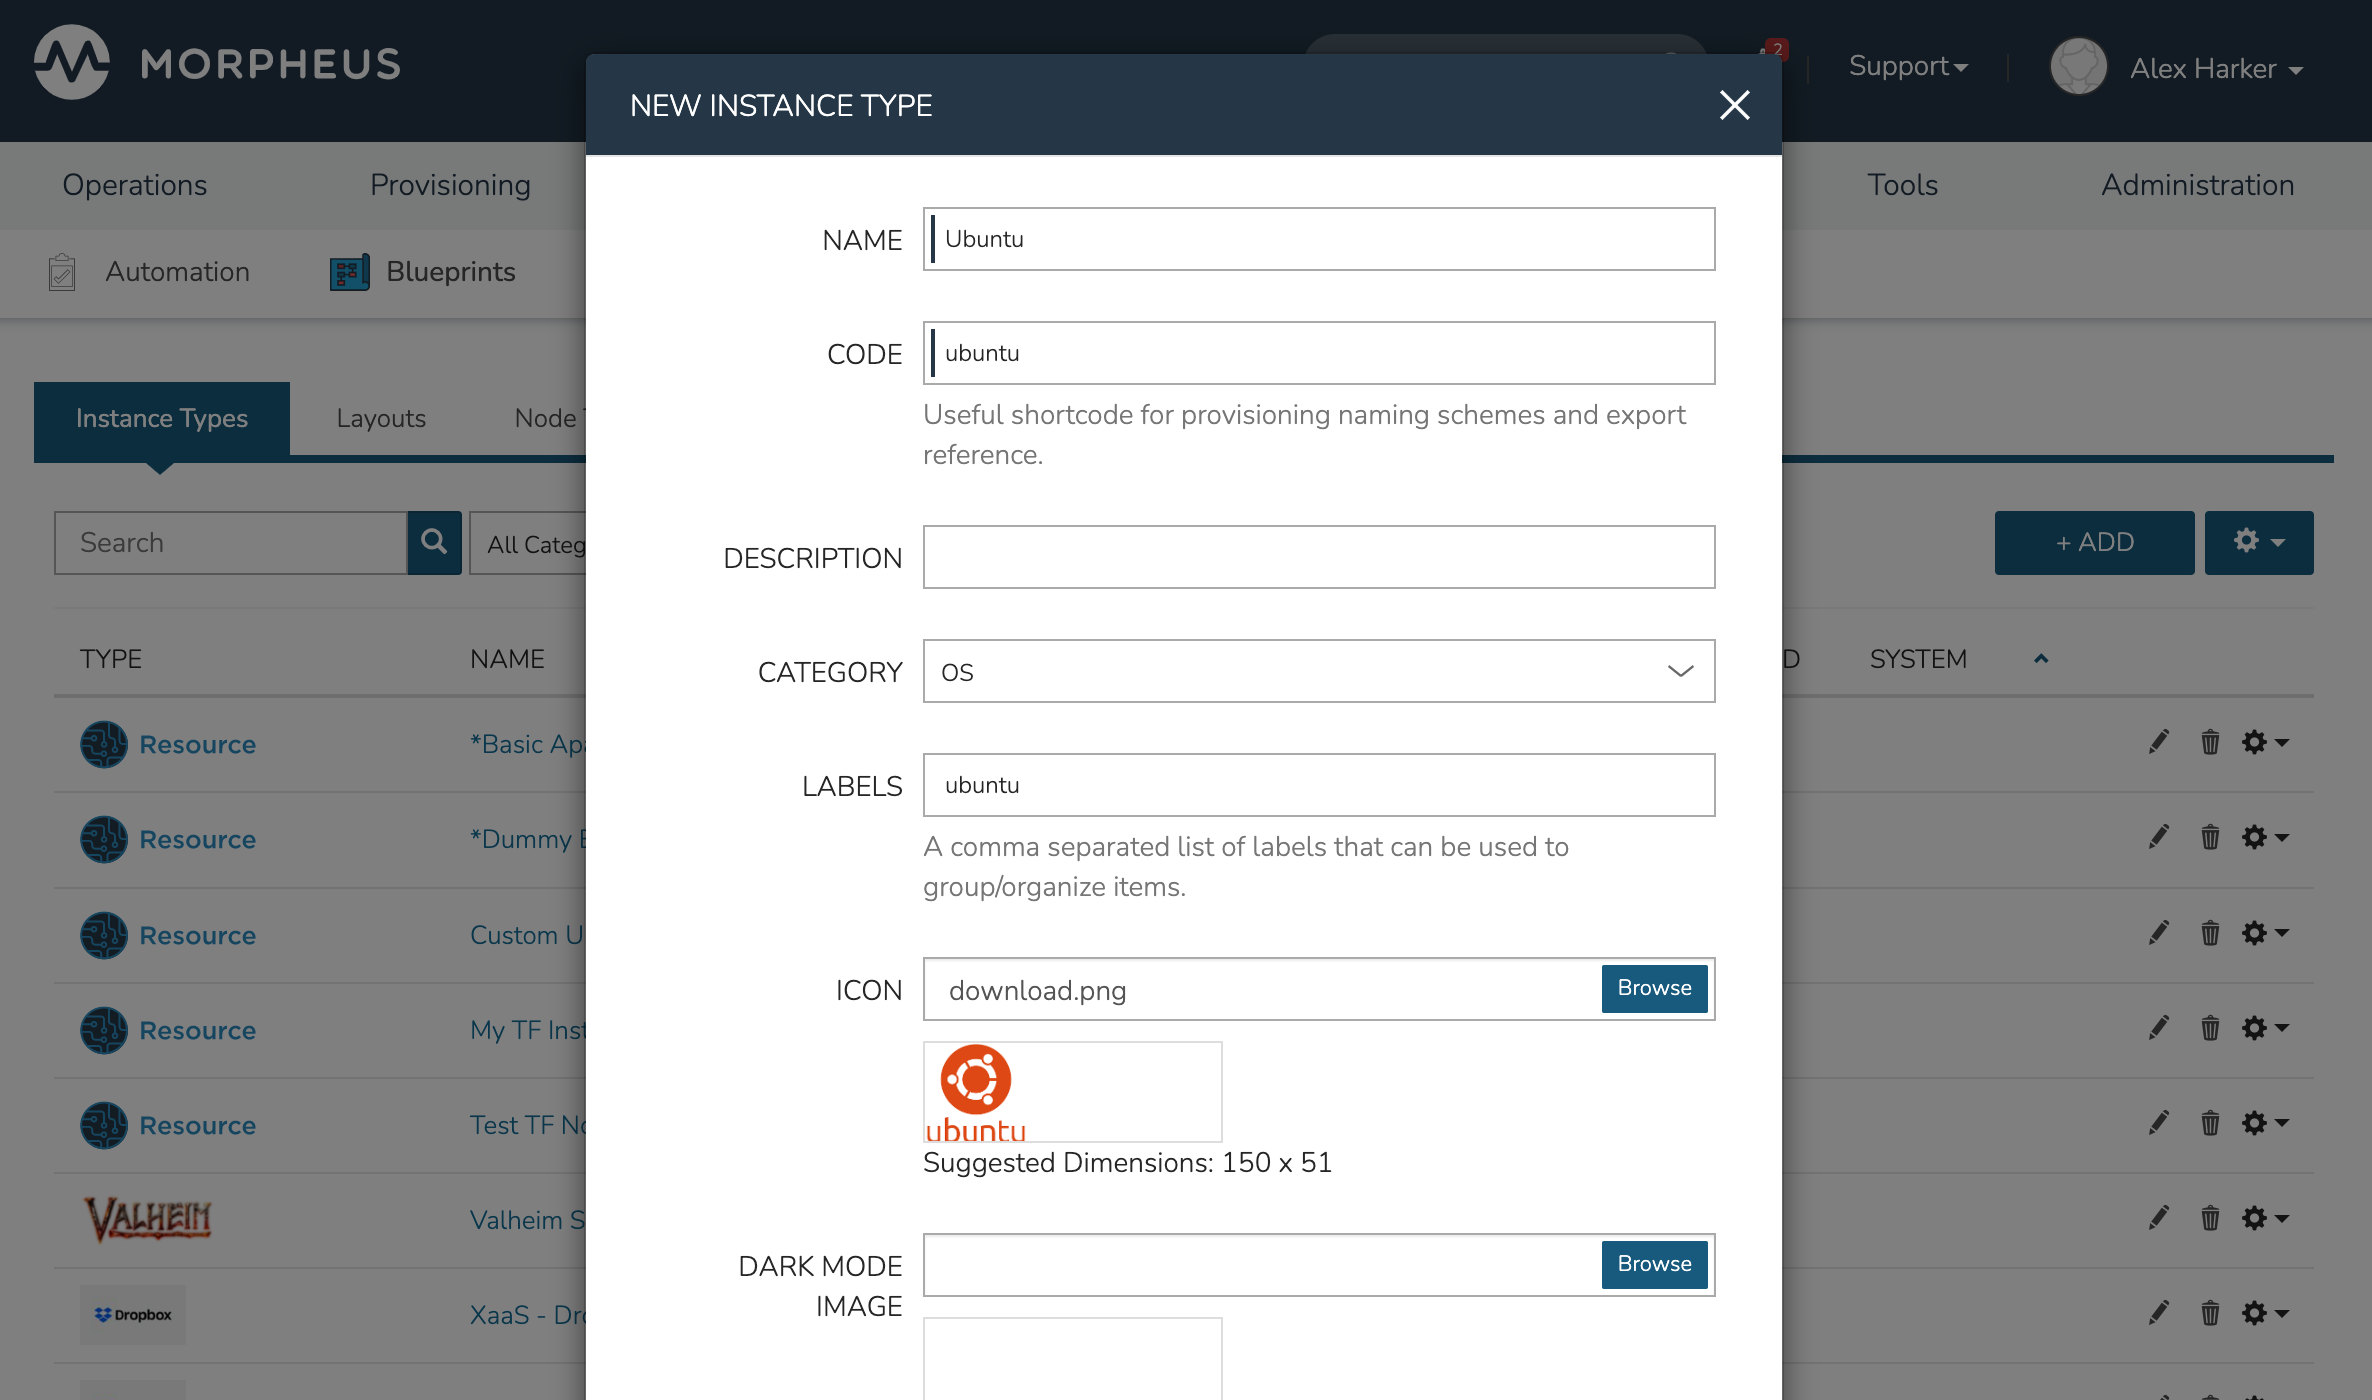 MORPHEUS
2
Support
Alex Harker
NEW INSTANCE TYPE
Operations
Provisioning
Tools
Administration
Automation
Blueprints
Instance Types
Layouts
Node
Search
All Categ
+ ADD
TYPE
NAME
D
SYSTEM
Resource
*Basic Apa
Resource
*Dummy E
Resource
Custom U
Resource
My TF Inst
Resource
Test TF No
VALHEIM
Valheim S
Dropbox
XaaS - Dro
NAME
Ubuntu
CODE
ubuntu
Useful shortcode for provisioning naming schemes and export
reference.
DESCRIPTION
CATEGORY
OS
LABELS
ubuntu
A comma separated list of labels that can be used to
group/organize items.
ICON
download.png
Browse
ubuntu
Suggested Dimensions: 150 x 51
DARK MODE
IMAGE
Browse